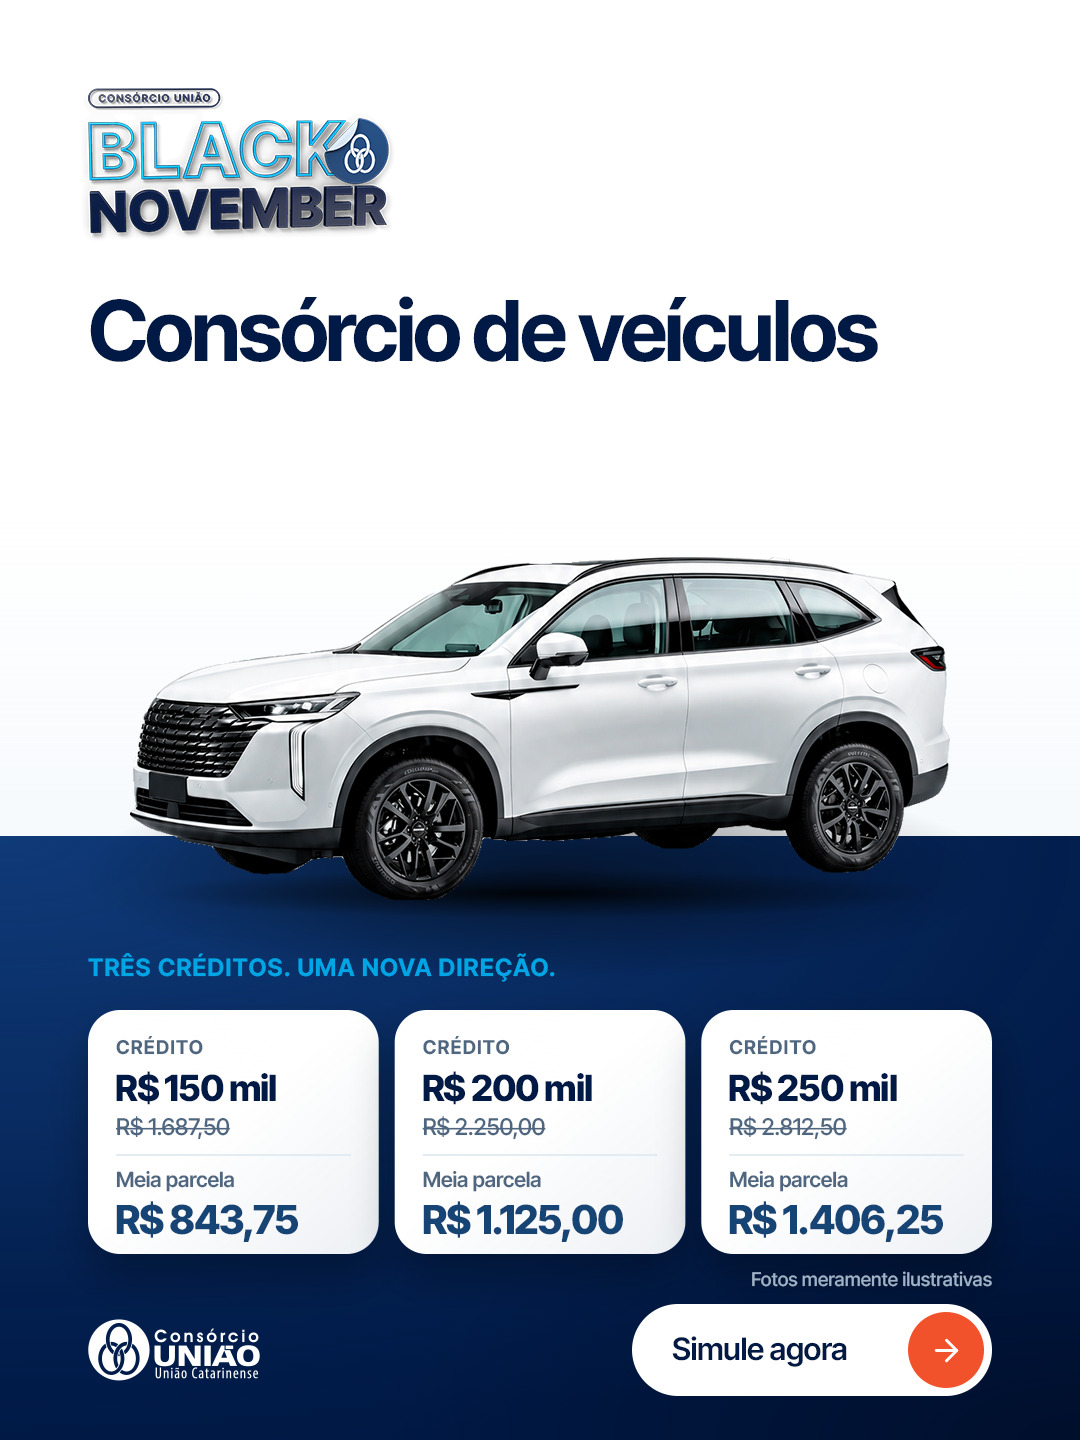 CONSÓRCIO UNIÃO
BLACK
NOVEMBER
Consórcio de veículos
TRÊS CRÉDITOS. UMA NOVA DIREÇÃO.
CRÉDITO
R$ 150 mil
R$ 1.687,50
Meia parcela
R$ 843,75
CRÉDITO
R$ 200 mil
R$ 2.250,00
Meia parcela
R$ 1.125,00
CRÉDITO
R$ 250 mil
R$ 2.812,50
Meia parcela
R$ 1.406,25
Fotos meramente ilustrativas
Consórcio
UNIÃO
União Catarinense
Simule agora